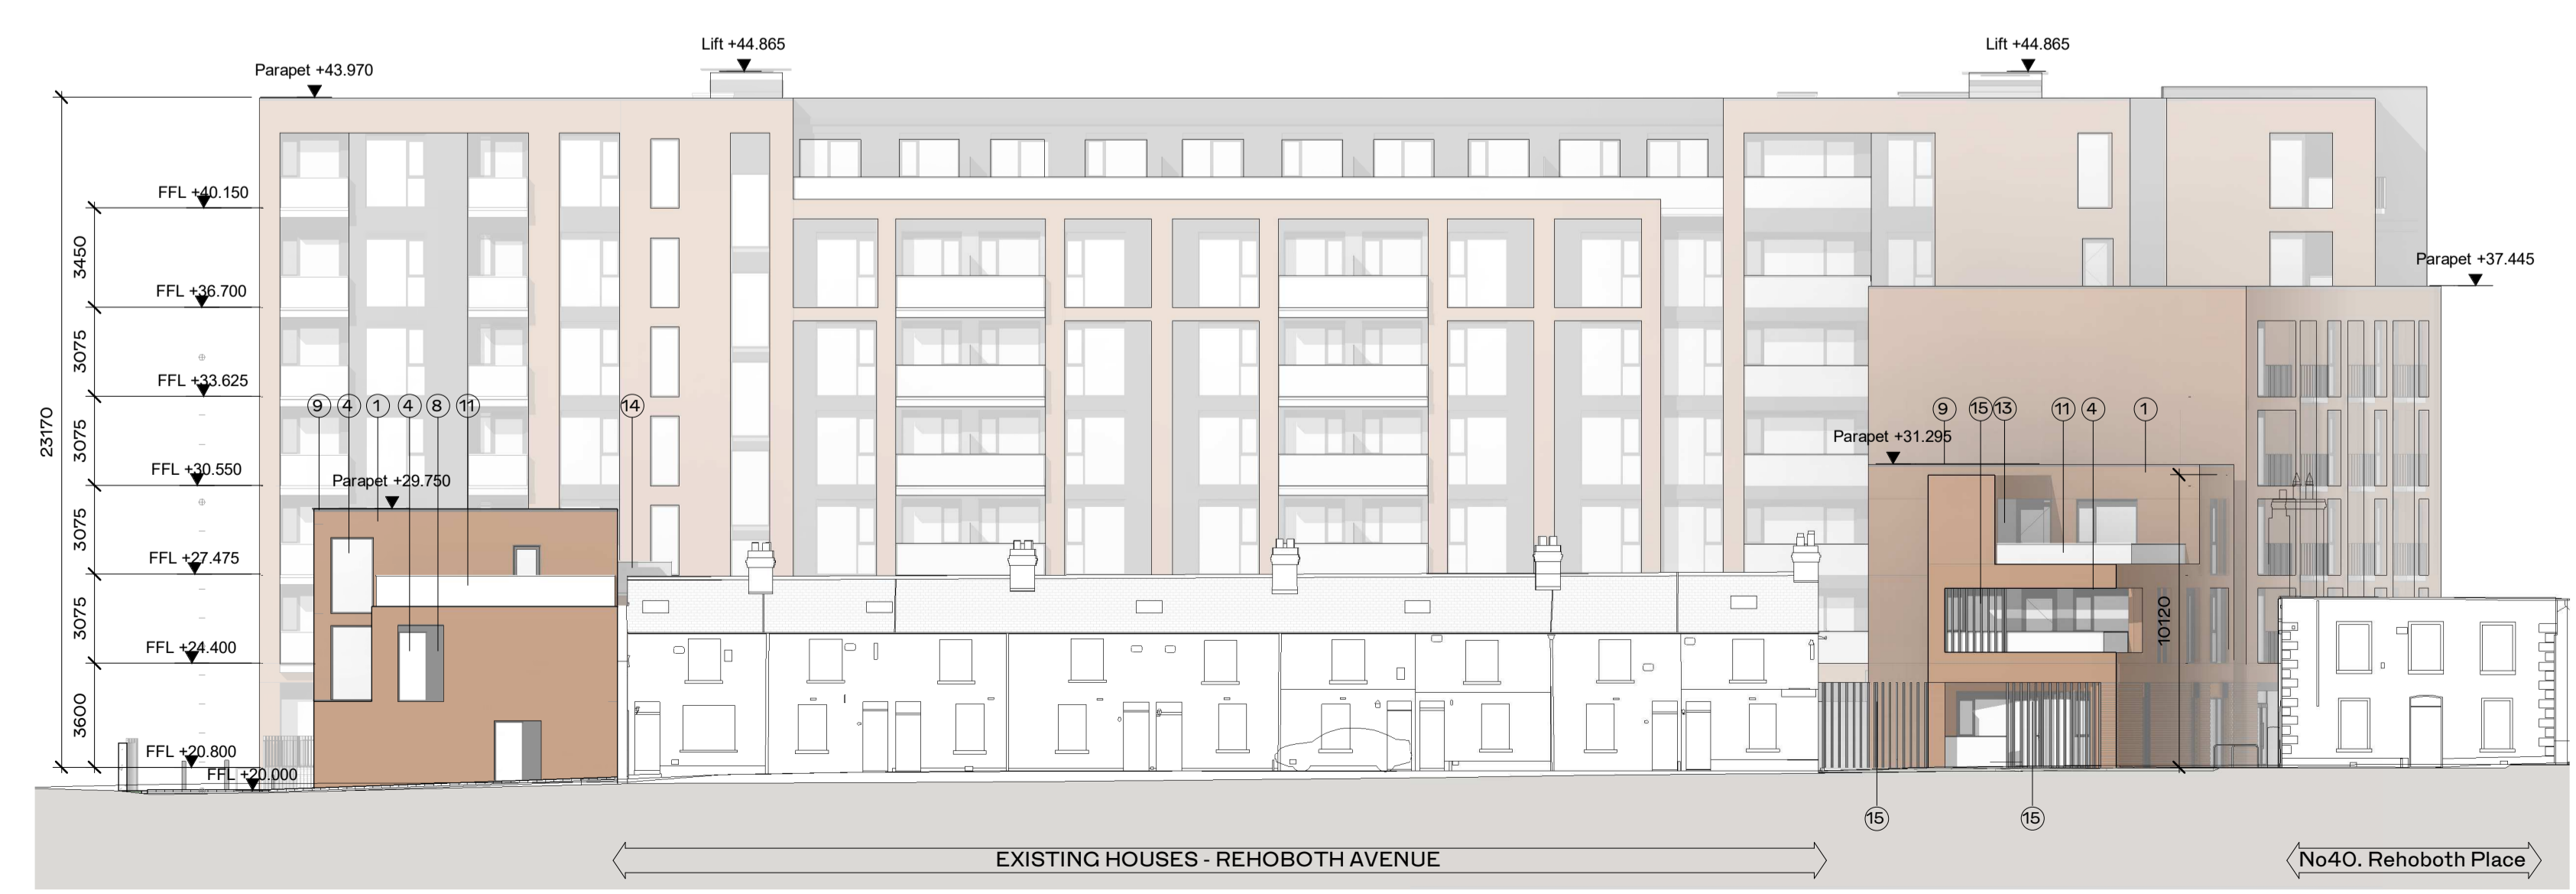 Lift +44.865
Lift +44.865
Parapet +43.970
FFL +40.150
3450
Parapet +37.445
FFL +36.700
3075
FFL +33.625
9 4 1 4 8 11
14
9 15 13 11 4 1
23170
3075
Parapet +31.295
FFL +30.550
Parapet +29.750
3075
FFL +27.475
3075
10120
FFL +24.400
3600
FFL +20.800
FFL +20.000
15
15
EXISTING HOUSES - REHOBOTH AVENUE
No40. Rehoboth Place